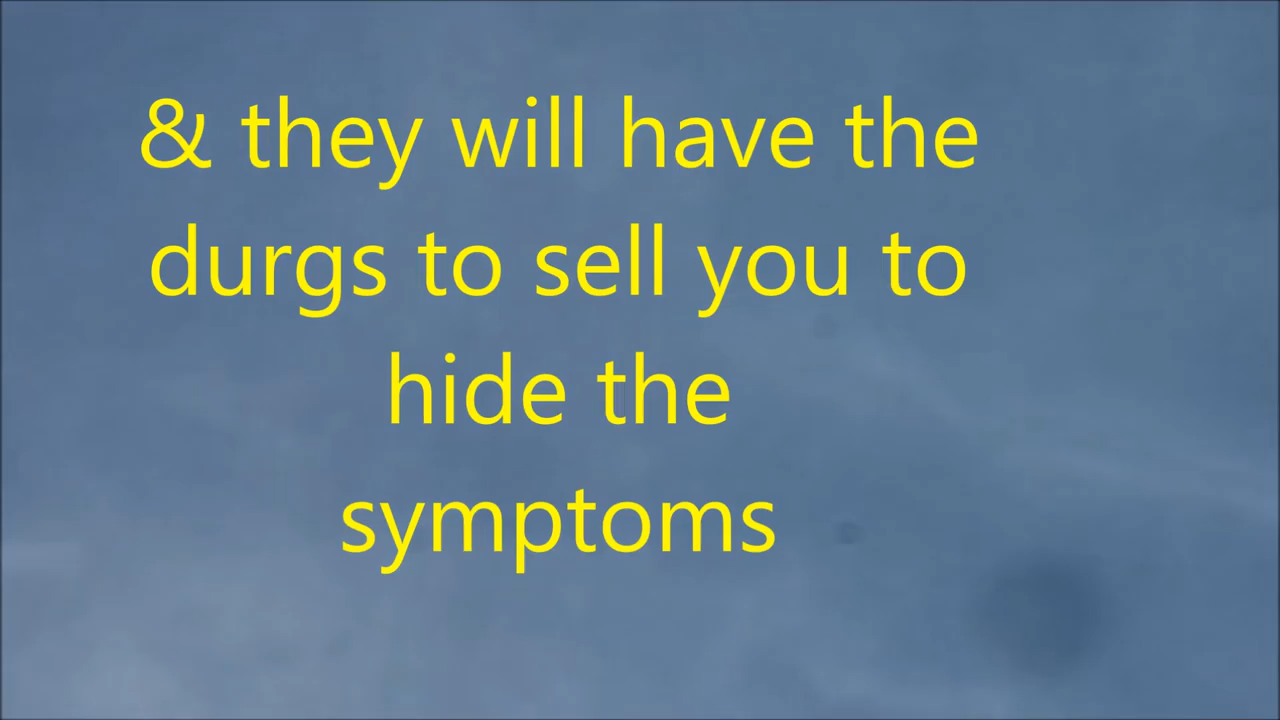 & they will have the
durgs to sell you to
hide the
symptoms